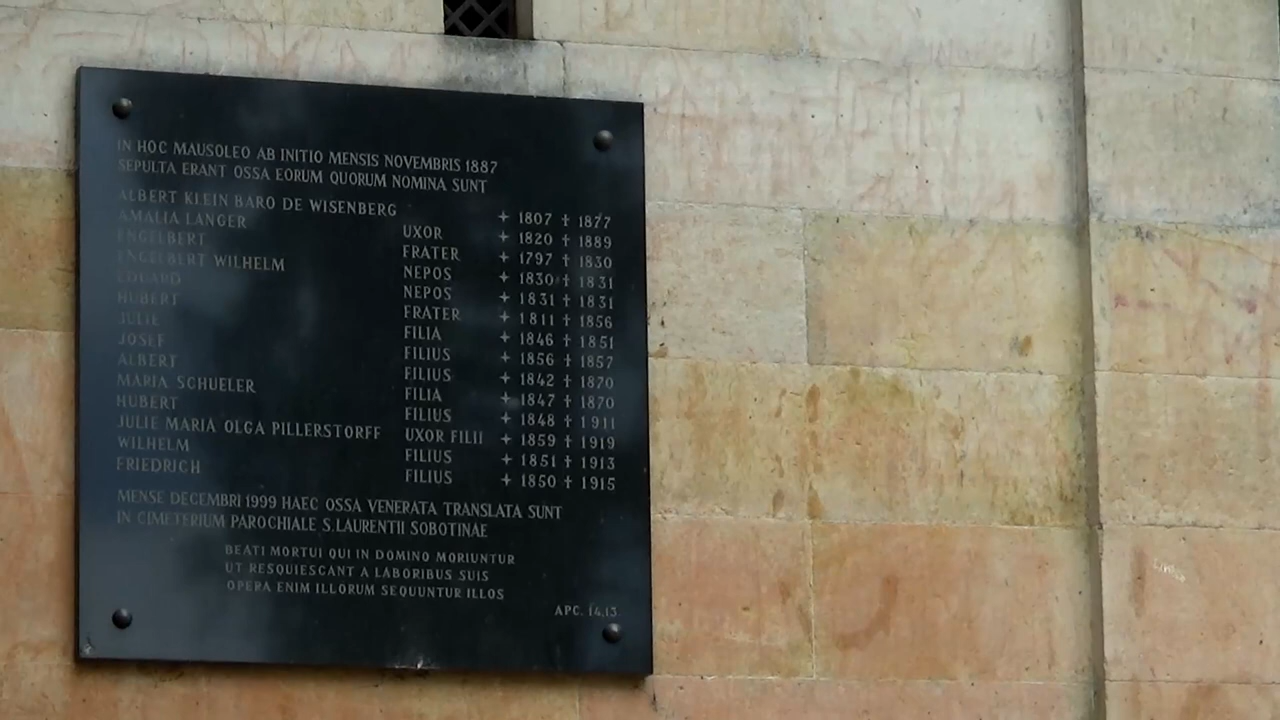 IN HOC MAUSOLEO AB INITIO MENSIS NOVEMBRIS 1887
SEPULTA ERANT OSSA EORUM QUORUM NOMINA SUNT
ALBERT KLEIN BARO DE WISENBERG + 1807 † 1877
AMALIA LANGER UXOR + 1820 † 1889
ENGELBERT FRATER + 1797 † 1830
ENGELBERT WILHELM NEPOS + 1830 † 1831
EDUARD NEPOS + 1831 † 1831
HUBERT FRATER + 1811 † 1856
JULIE FILIA + 1846 † 1851
JOSEF FILIUS + 1856 † 1857
ALBERT FILIUS + 1842 † 1870
MARIA SCHUELER FILIA + 1847 † 1870
HUBERT FILIUS + 1848 † 1911
JULIE MARIA OLGA PILLERSTORFF UXOR FILII + 1859 † 1919
WILHELM FILIUS + 1851 † 1913
FRIEDRICH FILIUS + 1850 † 1915
MENSE DECEMBRI 1999 HAEC OSSA VENERATA TRANSLATA SUNT
IN CIMETERIUM PAROCHIALE S. LAURENTII SOBOTINAE
BEATI MORTUI QUI IN DOMINO MORIUNTUR
UT REQUIESCANT A LABORIBUS SUIS
OPERA ENIM ILLORUM SEQUUNTUR ILLOS
APC. 14,13.